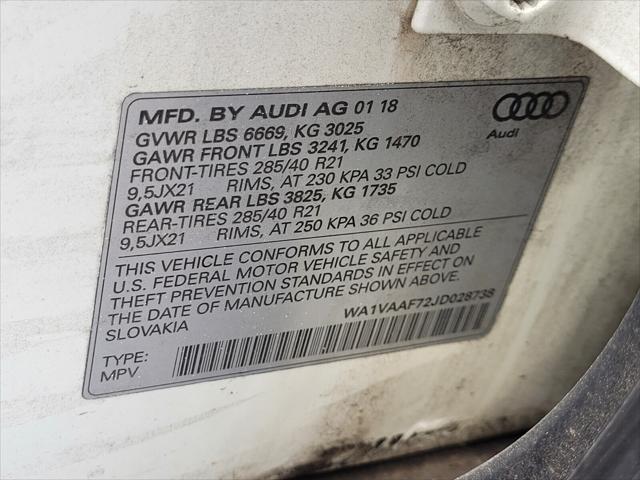 MFD. BY AUDI AG 01 18
Audi
GVWR LBS 6669, KG 3025
GAWR FRONT LBS 3241, KG 1470
FRONT-TIRES 285/40 R21
9,5JX21 RIMS, AT 230 KPA 33 PSI COLD
GAWR REAR LBS 3825, KG 1735
REAR-TIRES 285/40 R21
9,5JX21 RIMS, AT 250 KPA 36 PSI COLD
THIS VEHICLE CONFORMS TO ALL APPLICABLE
U.S. FEDERAL MOTOR VEHICLE SAFETY AND
THEFT PREVENTION STANDARDS IN EFFECT ON
THE DATE OF MANUFACTURE SHOWN ABOVE.
SLOVAKIA
WA1VAAF72JD028738
TYPE:
MPV.